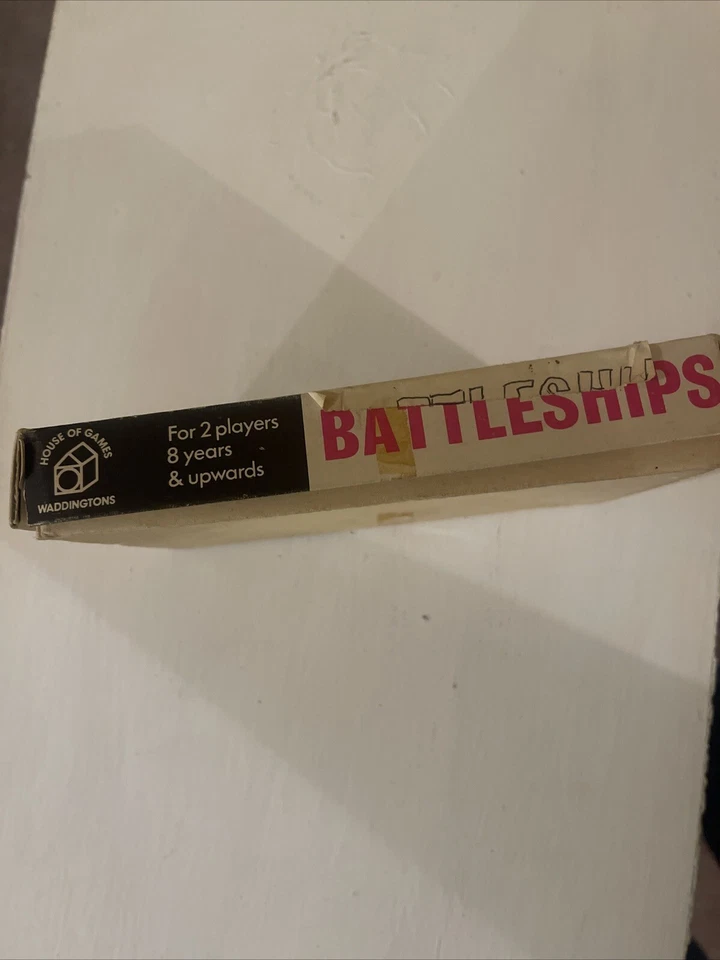 HOUSE OF GAMES
WADDINGTONS
For 2 players
8 years
& upwards
BATTLESHIPS